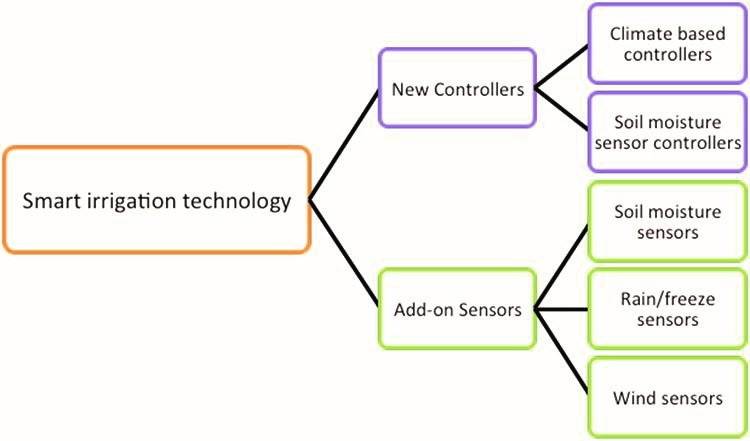 Smart irrigation technology
New Controllers
Climate based
controllers
Soil moisture
sensor controllers
Add-on Sensors
Soil moisture
sensors
Rain/freeze
sensors
Wind sensors